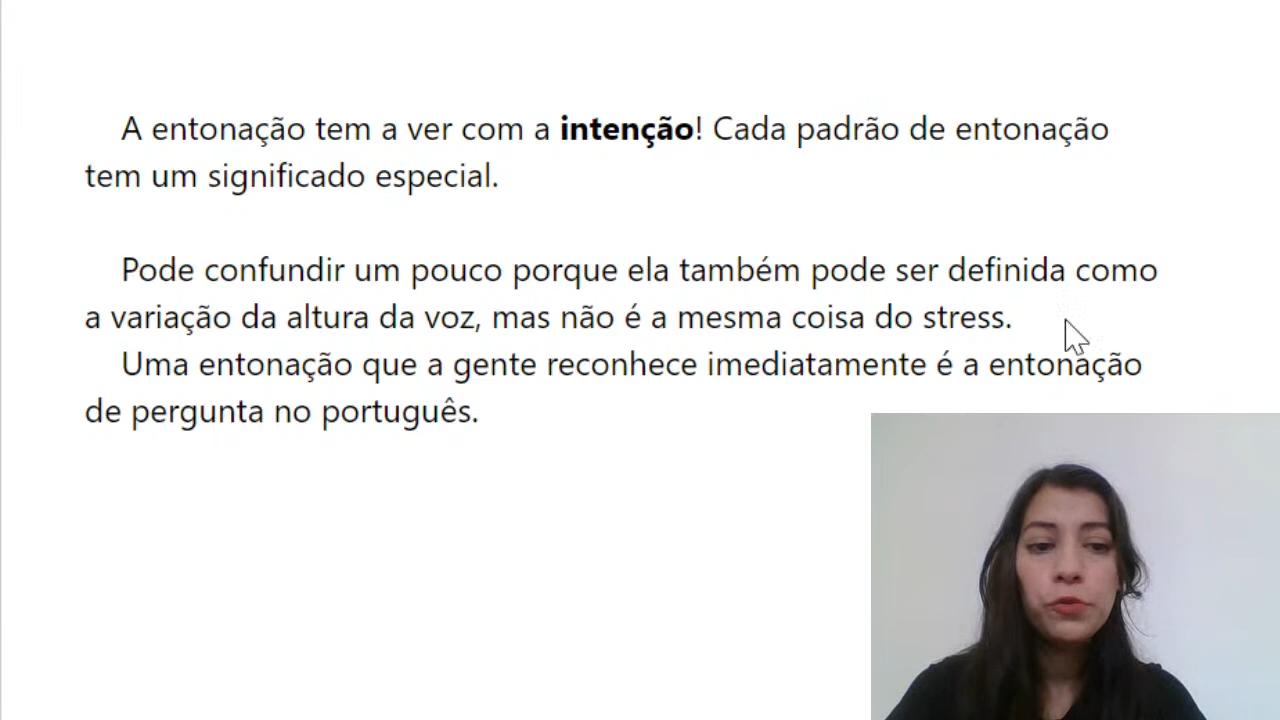 A entonação tem a ver com a intenção! Cada padrão de entonação
tem um significado especial.
Pode confundir um pouco porque ela também pode ser definida como
a variação da altura da voz, mas não é a mesma coisa do stress.
Uma entonação que a gente reconhece imediatamente é a entonação
de pergunta no português.